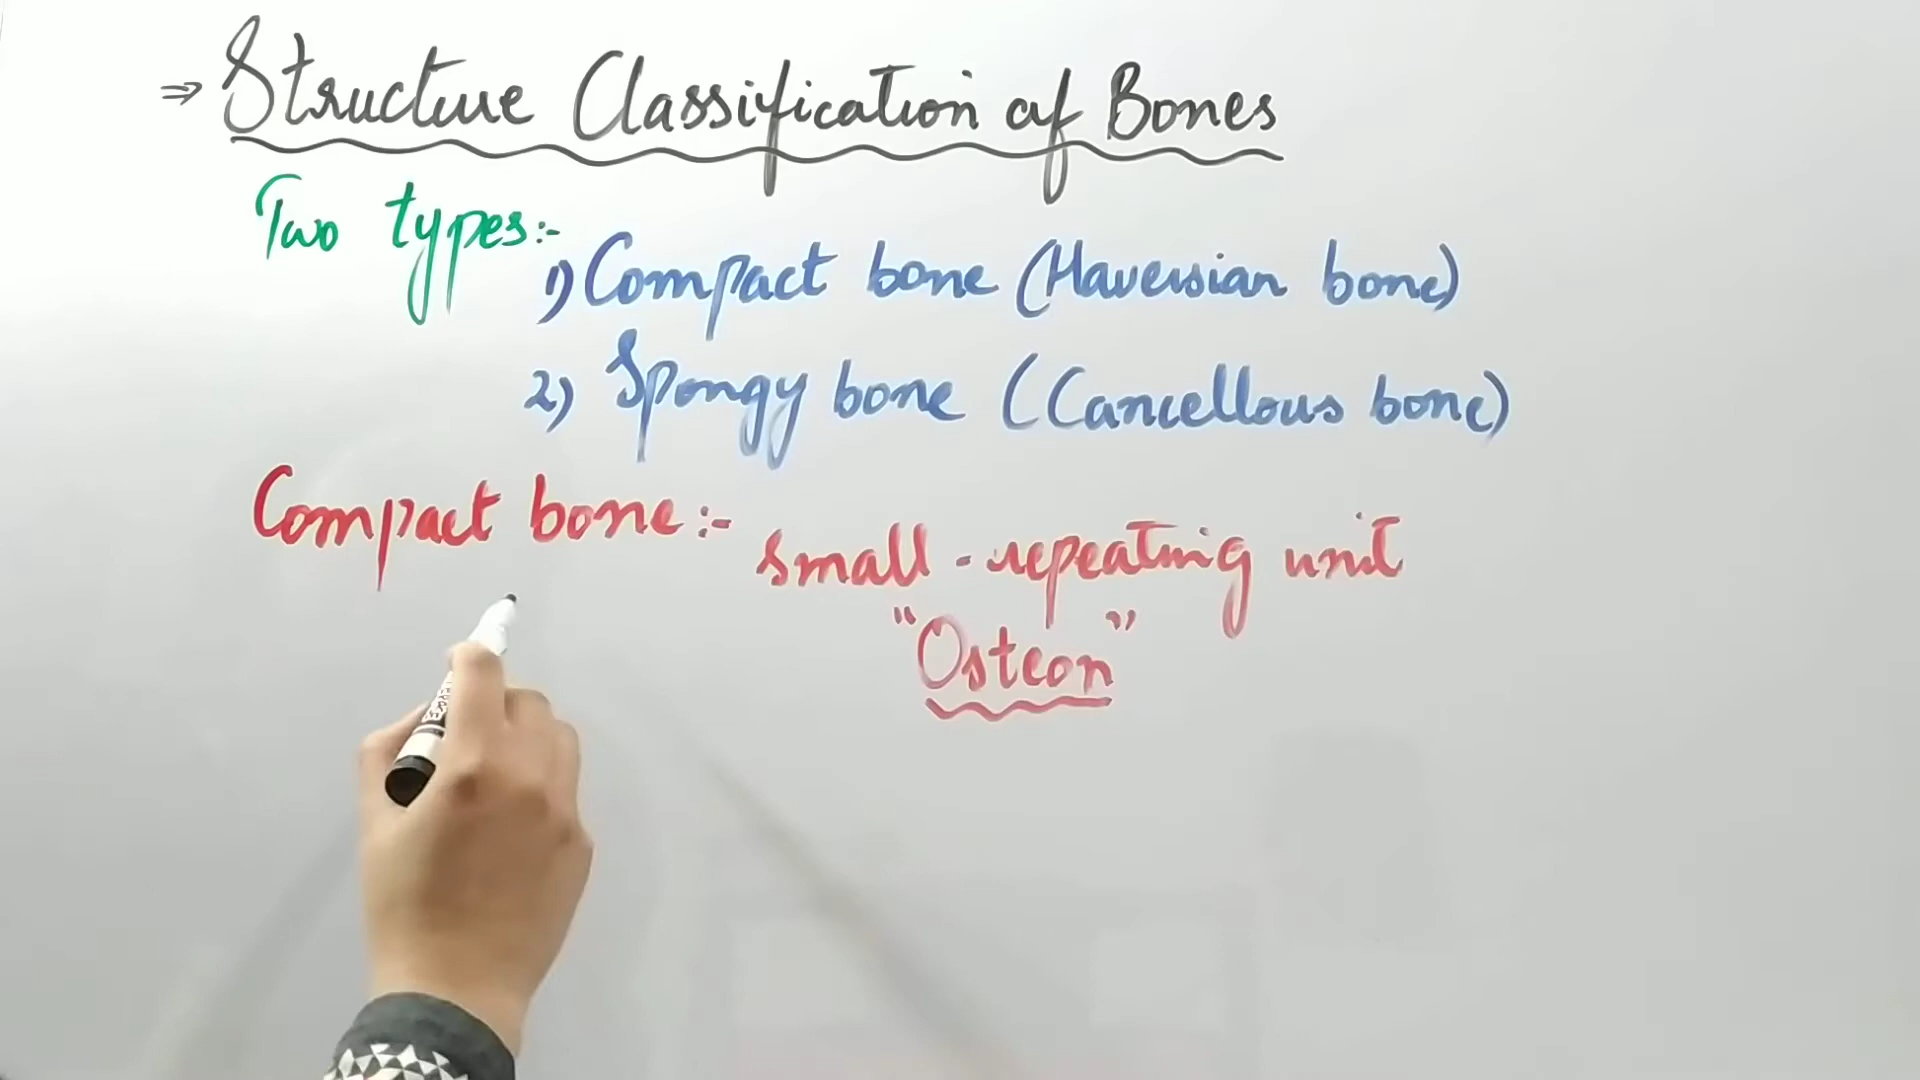 ⇒ Structure Classification of Bones
Two types:-
1) Compact bone (Haversian bone)
2) Spongy bone (Cancellous bone)
Compact bone:- small - repeating unit
"Osteon"